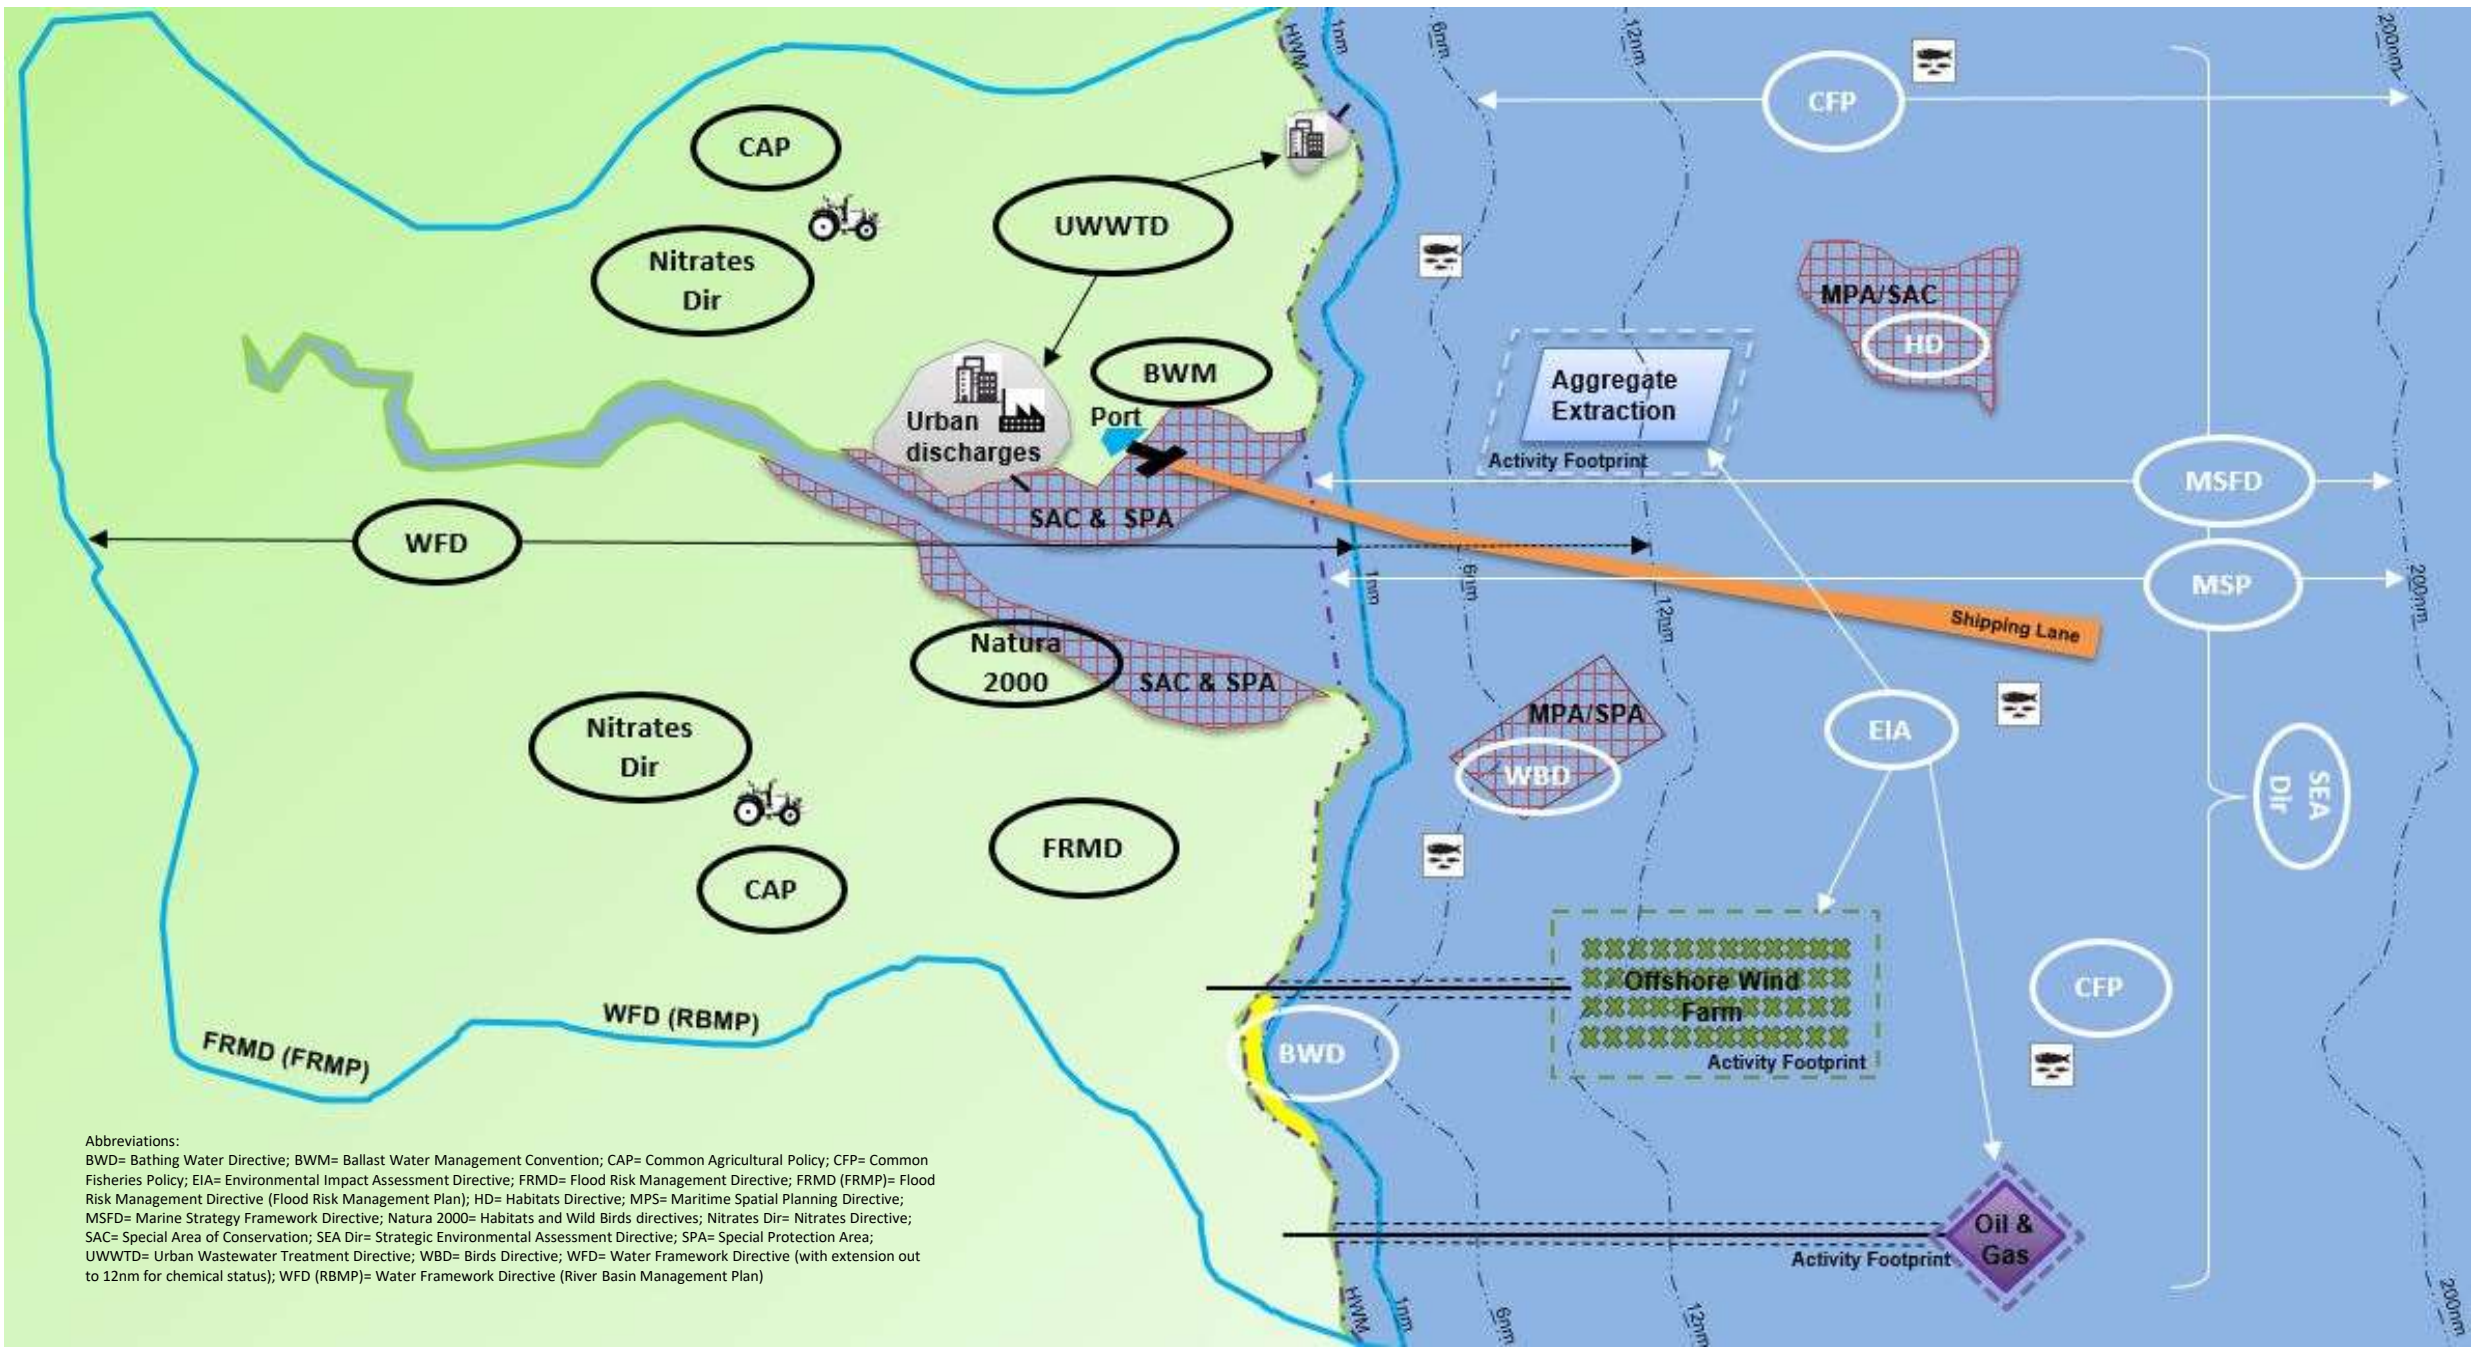 HWM
1nm
6nm
12nm
200nm
CFP
CAP
UWWTD
Nitrates
Dir
MPA/SAC
HD
BWM
Aggregate
Extraction
Activity Footprint
Port
Urban
discharges
SAC & SPA
MSFD
WFD
MSP
1nm
6nm
12nm
200nm
Shipping Lane
Natura
2000
SAC & SPA
MPA/SPA
WBD
EIA
Nitrates
Dir
SEA
Dir
FRMD
CAP
Offshore Wind
Farm
Activity Footprint
CFP
WFD (RBMP)
FRMD (FRMP)
BWD
Oil &
Gas
Activity Footprint
HWM
1nm
6nm
12nm
200nm
Abbreviations:
BWD= Bathing Water Directive; BWM= Ballast Water Management Convention; CAP= Common Agricultural Policy; CFP= Common
Fisheries Policy; EIA= Environmental Impact Assessment Directive; FRMD= Flood Risk Management Directive; FRMD (FRMP)= Flood
Risk Management Directive (Flood Risk Management Plan); HD= Habitats Directive; MPS= Maritime Spatial Planning Directive;
MSFD= Marine Strategy Framework Directive; Natura 2000= Habitats and Wild Birds directives; Nitrates Dir= Nitrates Directive;
SAC= Special Area of Conservation; SEA Dir= Strategic Environmental Assessment Directive; SPA= Special Protection Area;
UWWTD= Urban Wastewater Treatment Directive; WBD= Birds Directive; WFD= Water Framework Directive (with extension out
to 12nm for chemical status); WFD (RBMP)= Water Framework Directive (River Basin Management Plan)